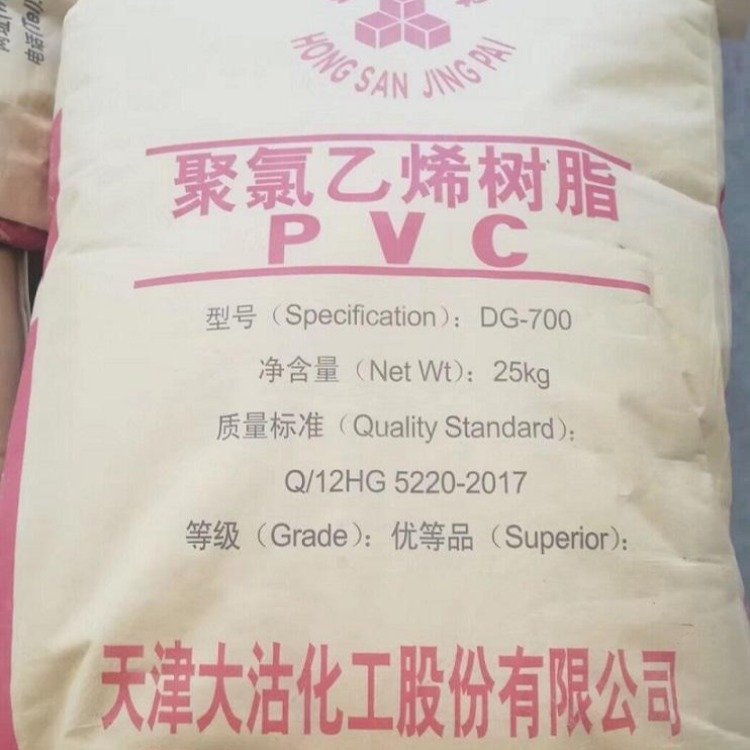 HONG SAN JING PAI
聚氯乙烯树脂
PVC
型号（Specification）：DG-700
净含量（Net Wt）：25kg
质量标准（Quality Standard）：
Q/12HG 5220-2017
等级（Grade）：优等品（Superior）：
天津大沽化工股份有限公司